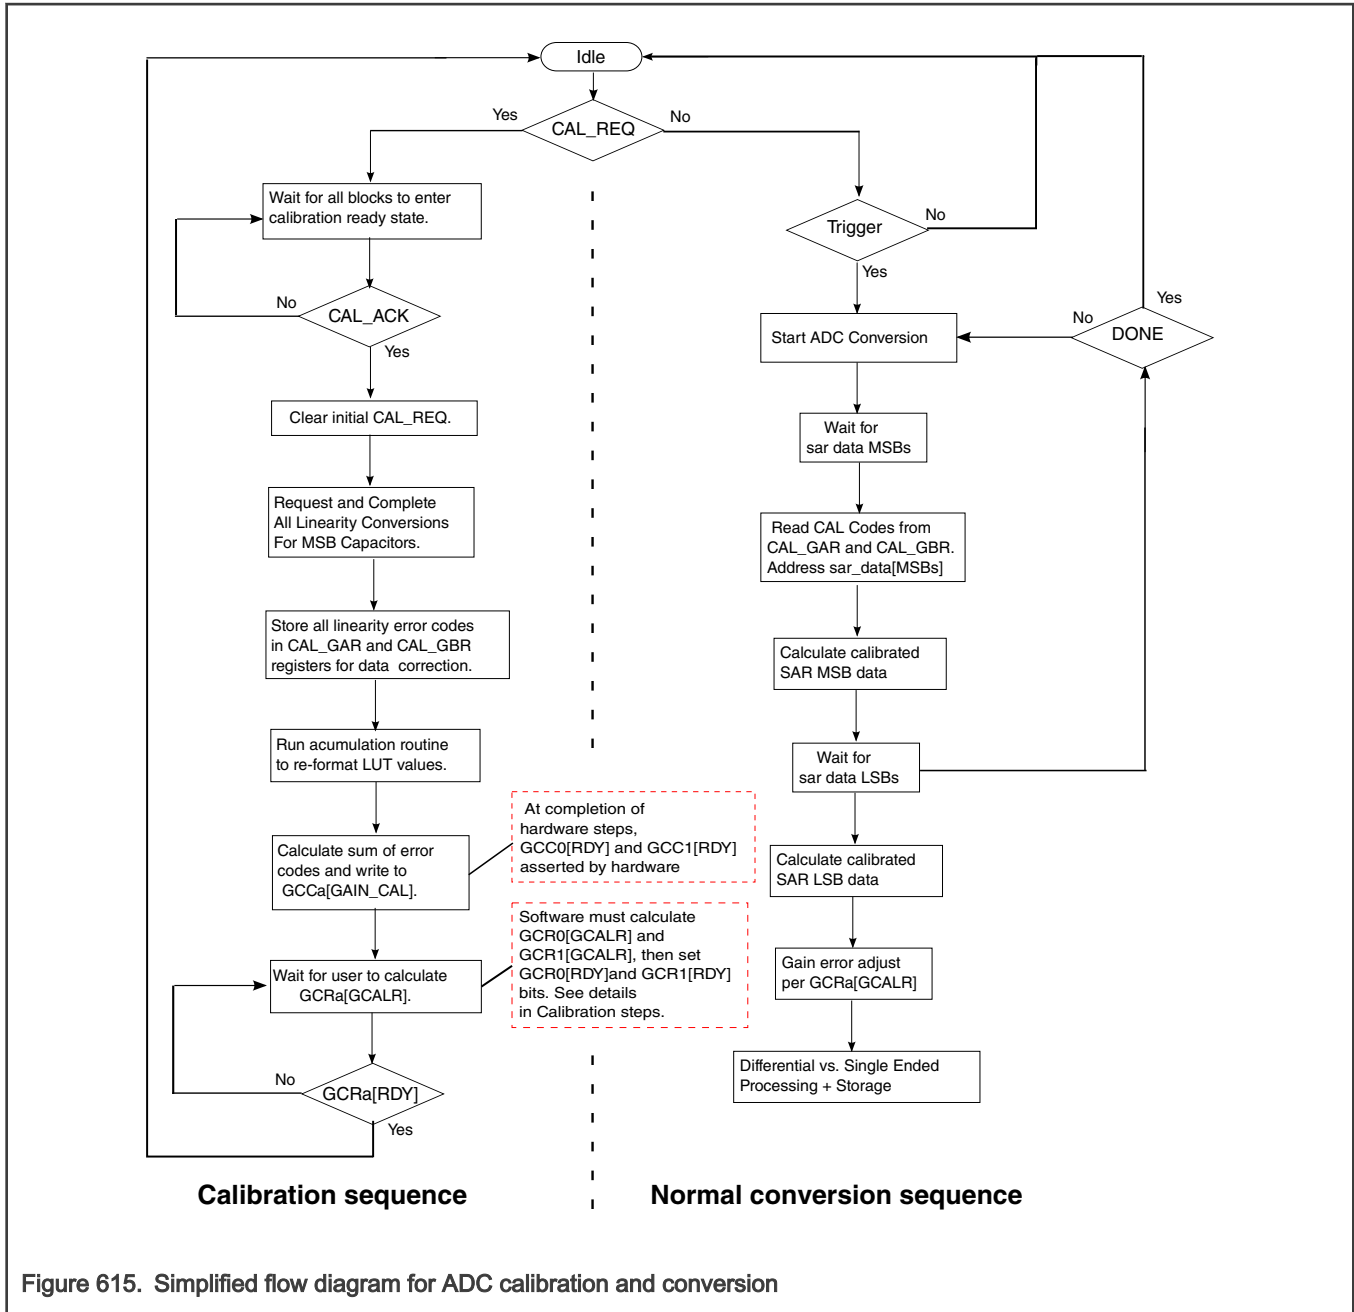 Idle
Yes
CAL_REQ
No
Wait for all blocks to enter
calibration ready state.
No
CAL_ACK
Yes
Clear initial CAL_REQ.
Request and Complete
All Linearity Conversions
For MSB Capacitors.
Store all linearity error codes
in CAL_GAR and CAL_GBR
registers for data correction.
Run acumulation routine
to re-format LUT values.
Calculate sum of error
codes and write to
GCCa[GAIN_CAL].
At completion of
hardware steps,
GCC0[RDY] and GCC1[RDY]
asserted by hardware
Wait for user to calculate
GCRa[GCALR].
Software must calculate
GCR0[GCALR] and
GCR1[GCALR], then set
GCR0[RDY]and GCR1[RDY]
bits. See details
in Calibration steps.
No
GCRa[RDY]
Yes
Calibration sequence
Trigger
No
Yes
Start ADC Conversion
No
DONE
Yes
Wait for
sar data MSBs
Read CAL Codes from
CAL_GAR and CAL_GBR.
Address sar_data[MSBs]
Calculate calibrated
SAR MSB data
Wait for
sar data LSBs
Calculate calibrated
SAR LSB data
Gain error adjust
per GCRa[GCALR]
Differential vs. Single Ended
Processing + Storage
Normal conversion sequence
Figure 615. Simplified flow diagram for ADC calibration and conversion